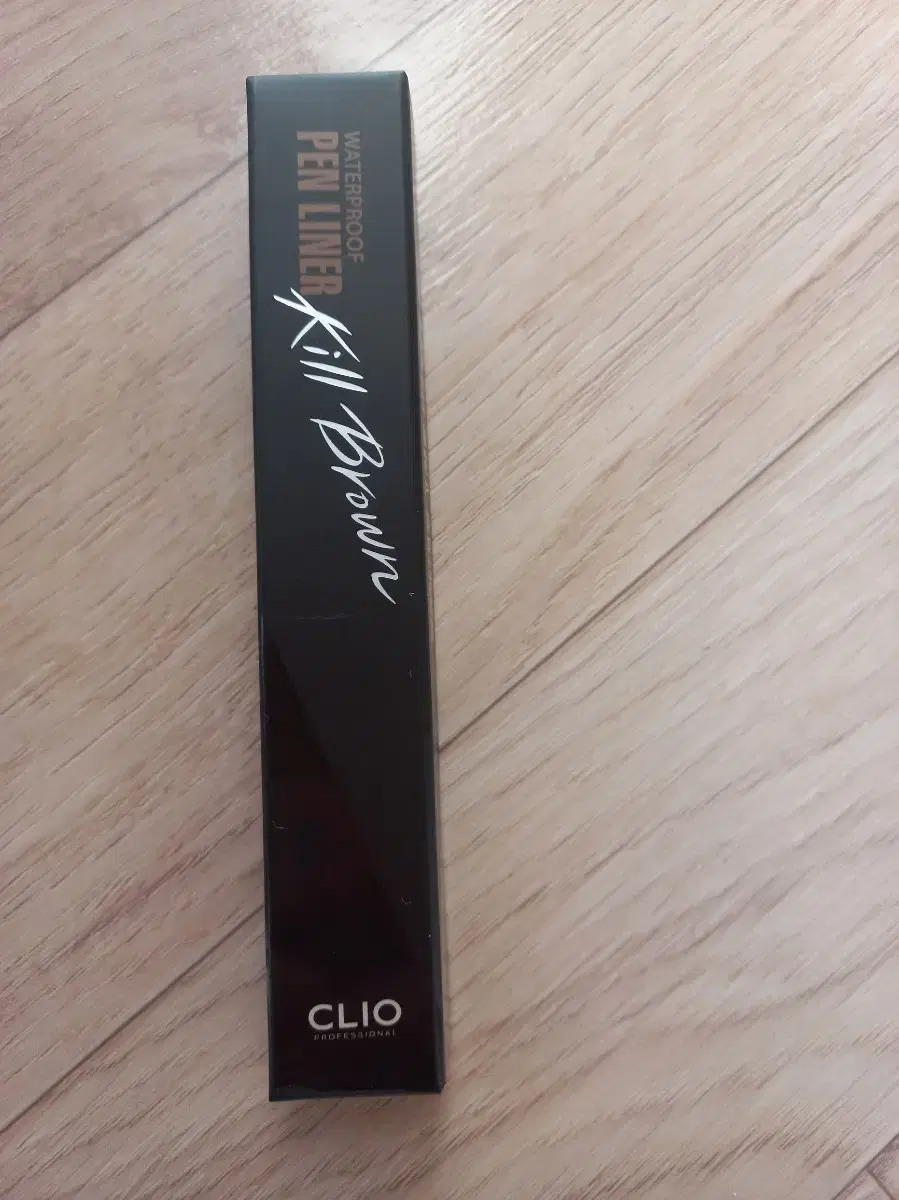 WATERPROOF
PEN LINER
Kill Brown
CLIO
PROFESSIONAL